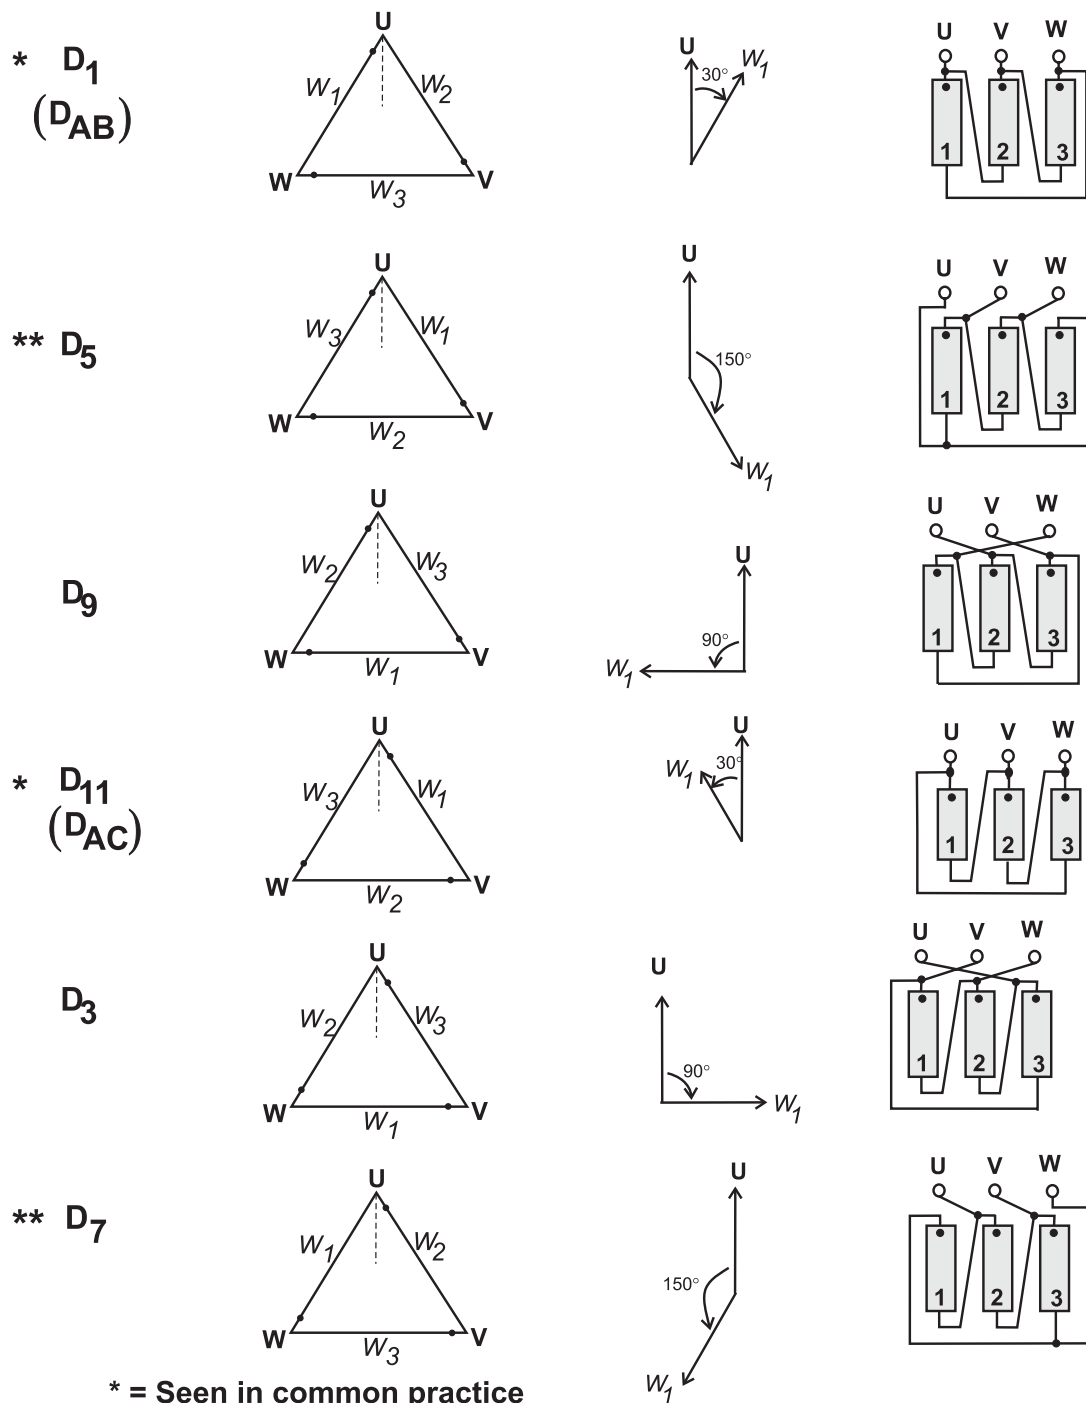 U
* D1 W1 W2 U 30° W1 U V W
(DAB) 1 2 3
W W3 V
U U U V W
** D5 W3 W1 150° 1 2 3
W W2 V W1
U U V W
D9 W2 W3 U 1 2 3
W W1 V W1 90°
U U U V W
* D11 W3 W1 W1 30° 1 2 3
(DAC)
W W2 V
U U U V W
D3 W2 W3 90° 1 2 3
W W1 V W1
U U U V W
** D7 W1 W2 150° 1 2 3
W W3 V W1
* = Seen in common practice